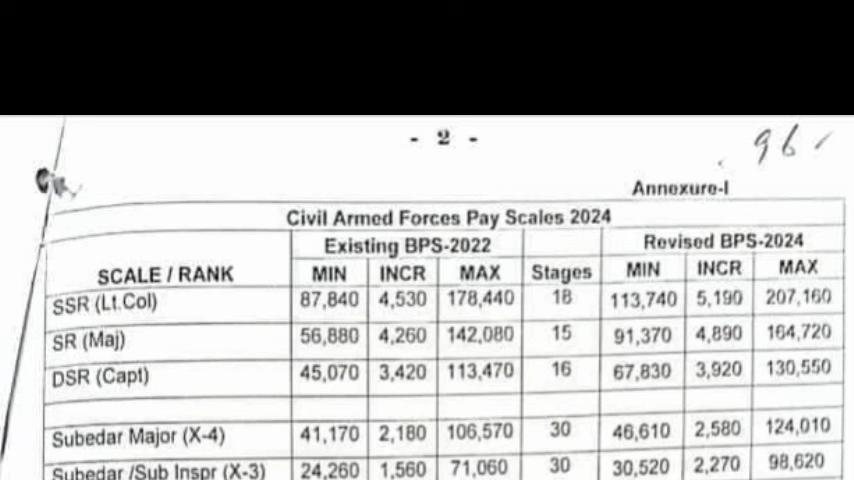 - 2 -
96
Annexure-I
Civil Armed Forces Pay Scales 2024
Existing BPS-2022 Revised BPS-2024
SCALE / RANK MIN INCR MAX Stages MIN INCR MAX
SSR (Lt.Col) 87,840 4,530 178,440 18 113,740 5,190 207,160
SR (Maj) 56,880 4,260 142,080 15 91,370 4,890 164,720
DSR (Capt) 45,070 3,420 113,470 16 67,830 3,920 130,550
Subedar Major (X-4) 41,170 2,180 106,570 30 46,610 2,580 124,010
Subedar /Sub Inspr (X-3) 24,260 1,560 71,060 30 30,520 2,270 98,620